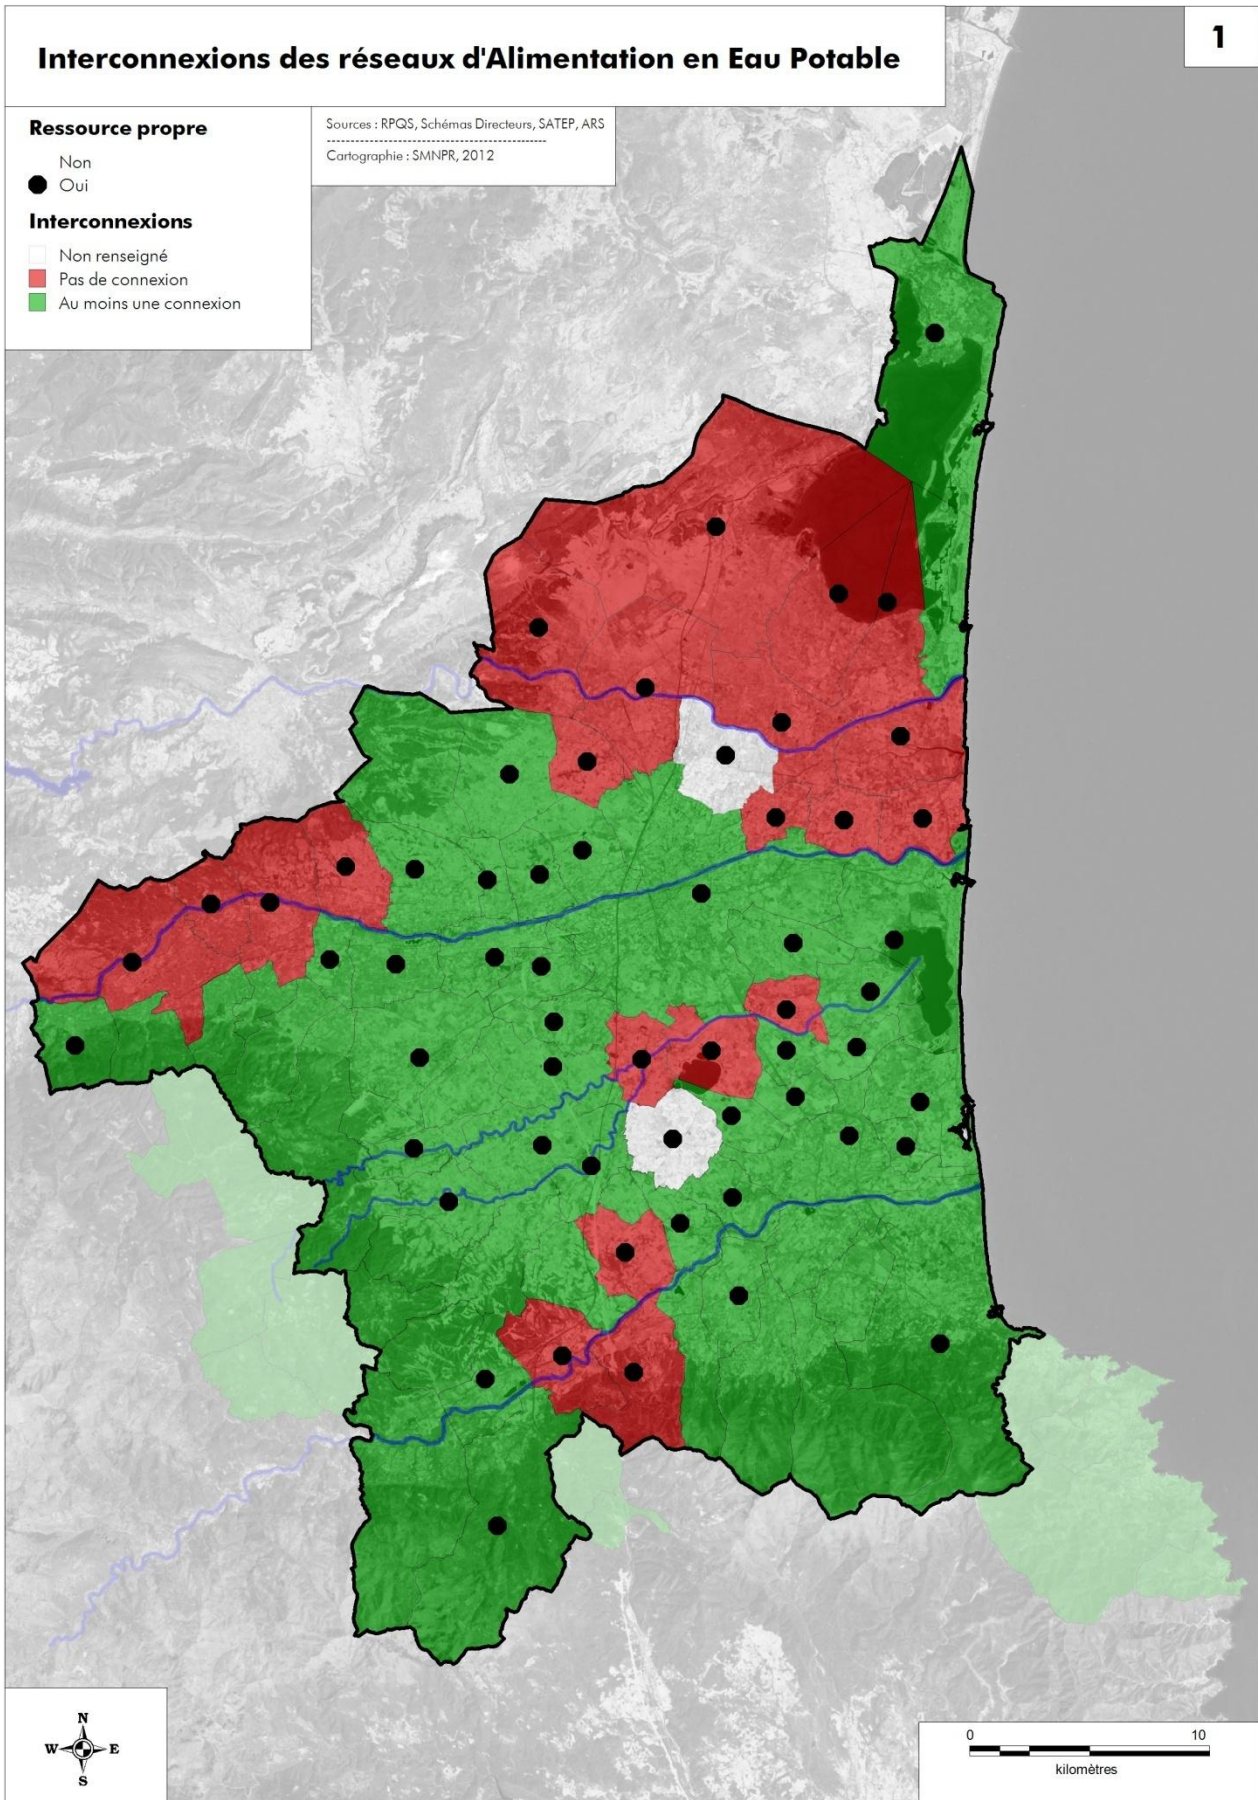 Interconnexions des réseaux d'Alimentation en Eau Potable
1
Ressource propre
Non
Oui
Interconnexions
Non renseigné
Pas de connexion
Au moins une connexion
Sources : RPQS, Schémas Directeurs, SATEP, ARS
----------------------------------------------
Cartographie : SMNPR, 2012
N
W E
S
0 10
kilomètres